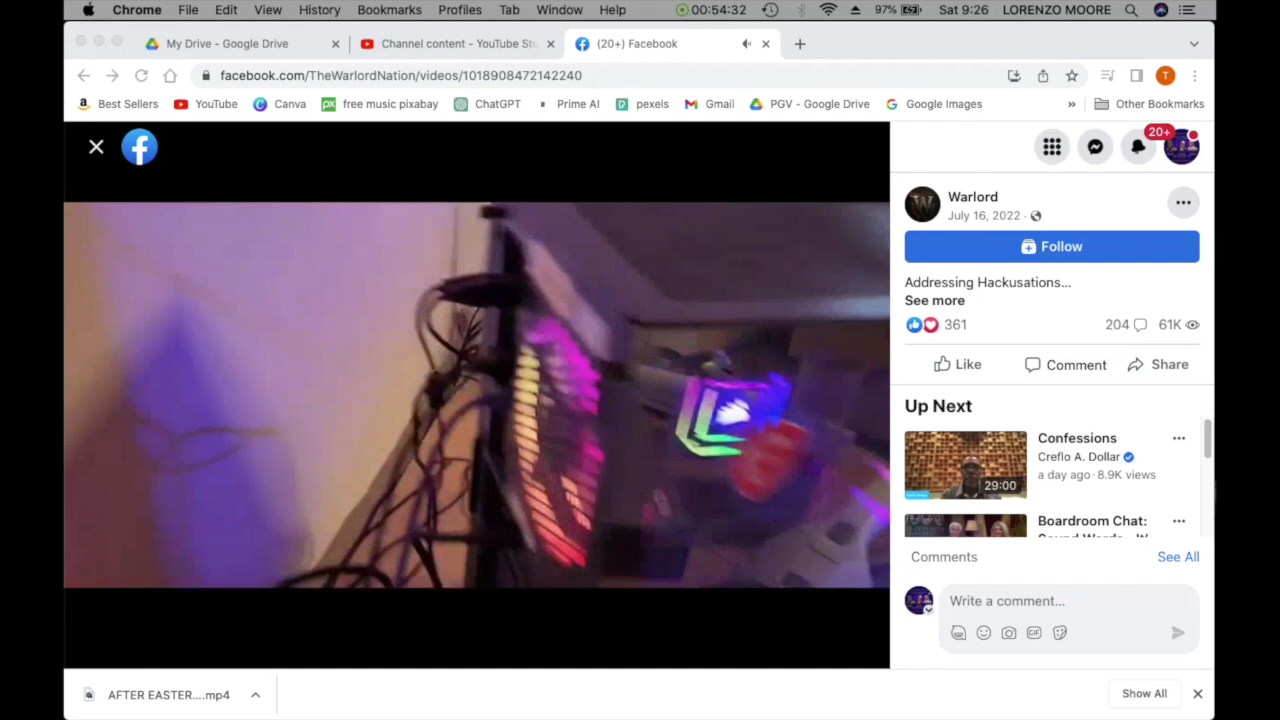 Chrome File Edit View History Bookmarks Profiles Tab Window Help 00:54:32 97% Sat 9:26 LORENZO MOORE
My Drive - Google Drive Channel content - YouTube Stu (20+) Facebook
facebook.com/TheWarlordNation/videos/1018908472142240 T
Best Sellers YouTube Canva free music pixabay ChatGPT Prime AI pexels Gmail PGV - Google Drive Google Images » Other Bookmarks
20+
Warlord
July 16, 2022 ·
Follow
Addressing Hackusations...
See more
361 204 61K
Like Comment Share
Up Next
Confessions
Creflo A. Dollar
a day ago · 8.9K views
29:00
Boardroom Chat:
Comments See All
Write a comment...
GIF
AFTER EASTER....mp4 Show All